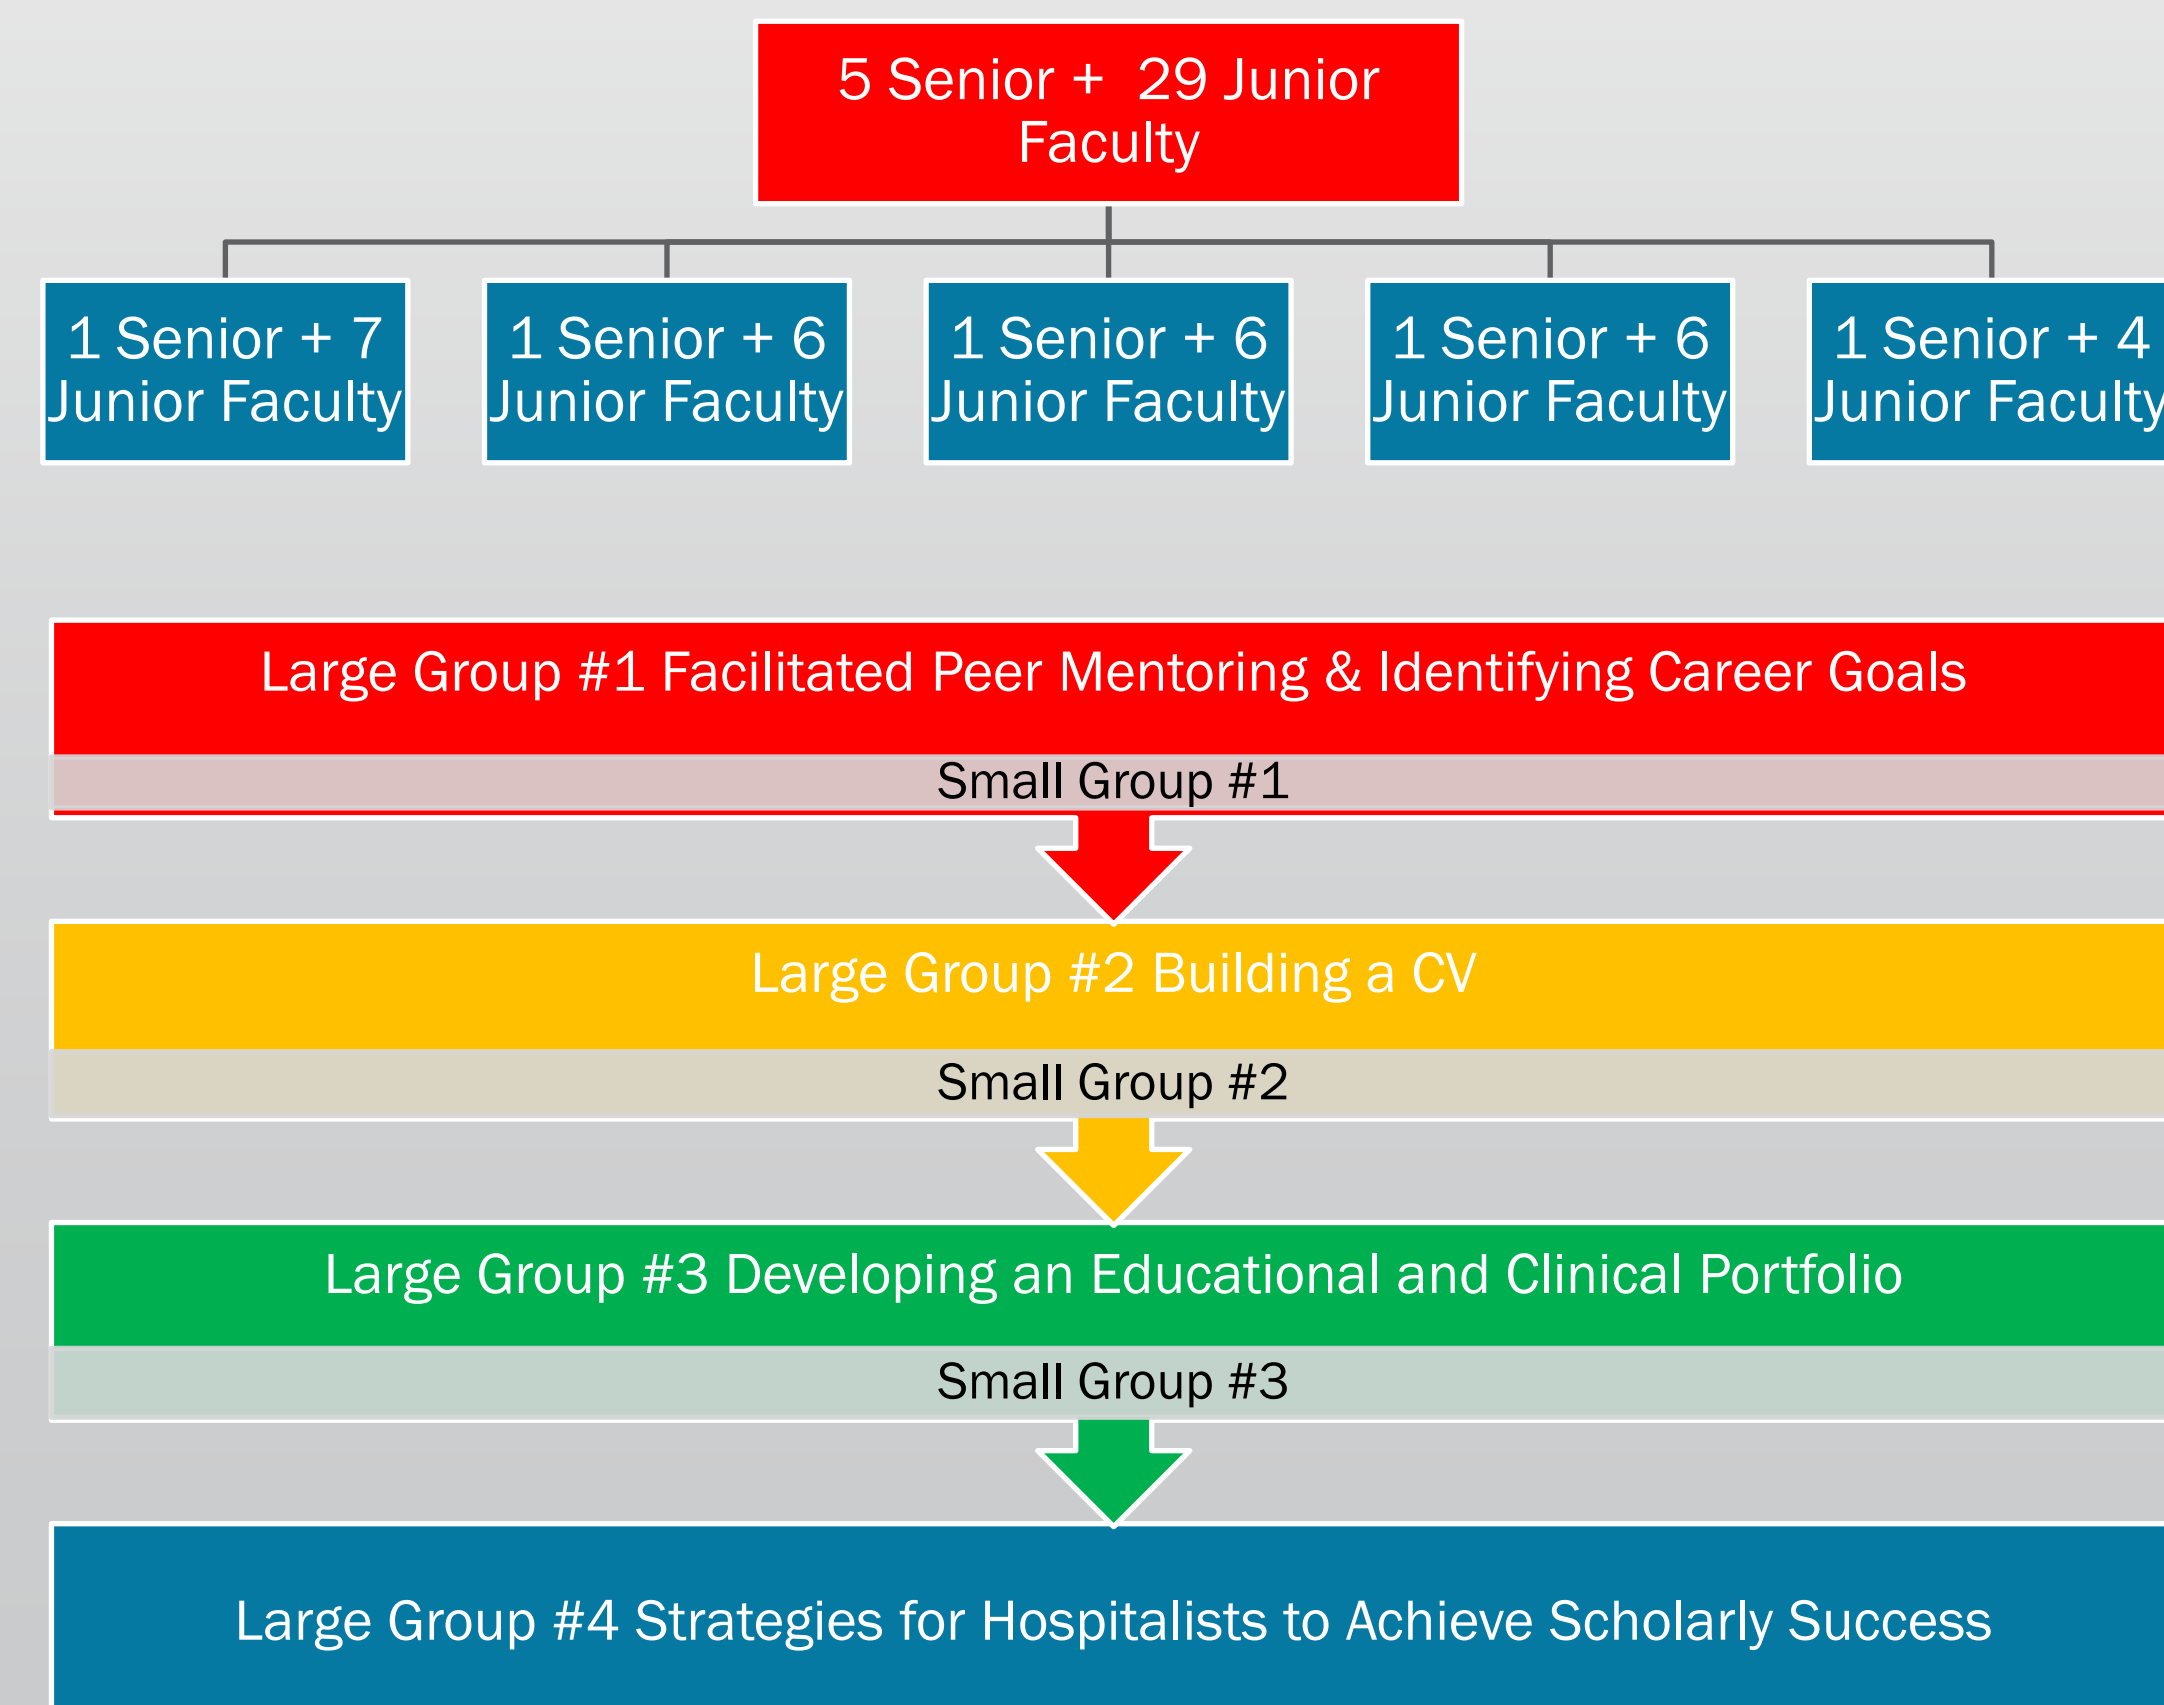 5 Senior + 29 Junior
Faculty
1 Senior + 7
Junior Faculty
1 Senior + 6
Junior Faculty
1 Senior + 6
Junior Faculty
1 Senior + 6
Junior Faculty
1 Senior + 4
Junior Faculty
Large Group #1 Facilitated Peer Mentoring & Identifying Career Goals
Small Group #1
Large Group #2 Building a CV
Small Group #2
Large Group #3 Developing an Educational and Clinical Portfolio
Small Group #3
Large Group #4 Strategies for Hospitalists to Achieve Scholarly Success